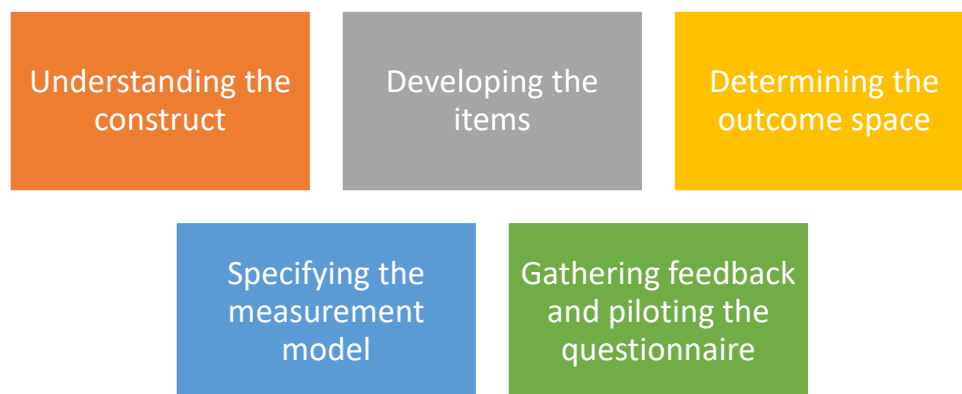 Understanding the
construct
Developing the
items
Determining the
outcome space
Specifying the
measurement
model
Gathering feedback
and piloting the
questionnaire